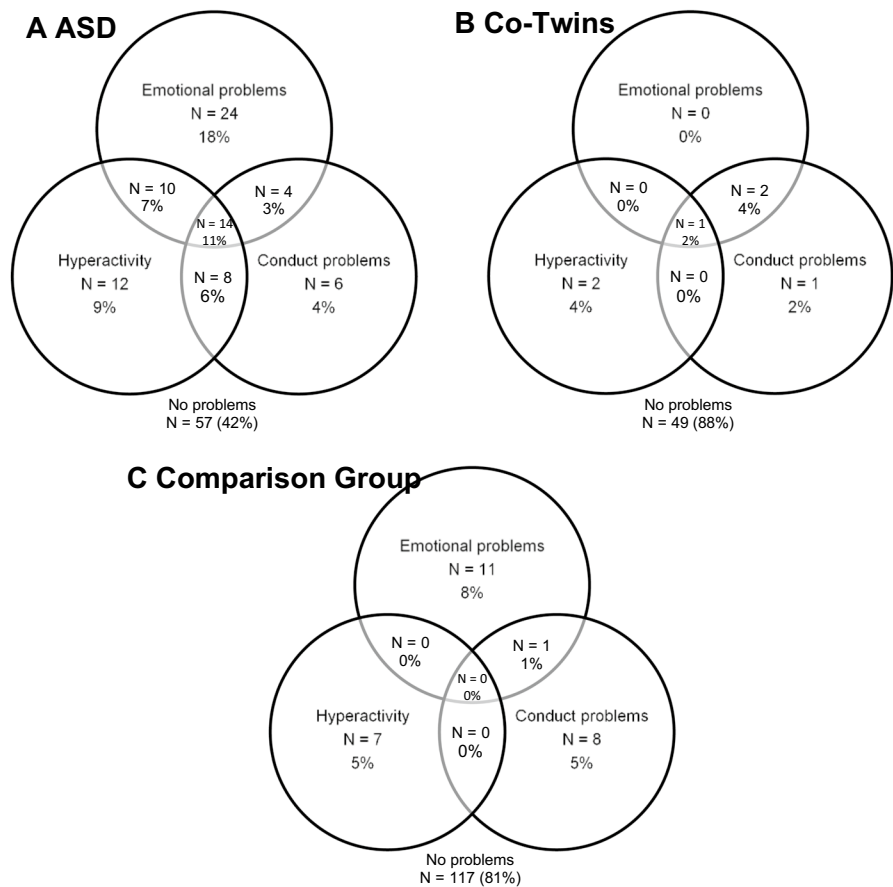 A ASD
Emotional problems
N = 24
18%
N = 10
7%
N = 4
3%
N = 14
11%
Hyperactivity
N = 12
9%
N = 8
6%
Conduct problems
N = 6
4%
No problems
N = 57 (42%)
B Co-Twins
Emotional problems
N = 0
0%
N = 0
0%
N = 2
4%
N = 1
2%
Hyperactivity
N = 2
4%
N = 0
0%
Conduct problems
N = 1
2%
No problems
N = 49 (88%)
C Comparison Group
Emotional problems
N = 11
8%
N = 0
0%
N = 1
1%
N = 0
0%
Hyperactivity
N = 7
5%
N = 0
0%
Conduct problems
N = 8
5%
No problems
N = 117 (81%)